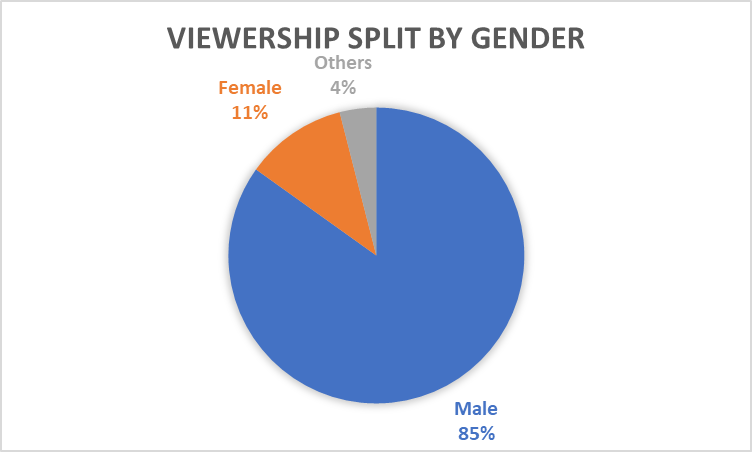 VIEWERSHIP SPLIT BY GENDER
Others
4%
Female
11%
Male
85%